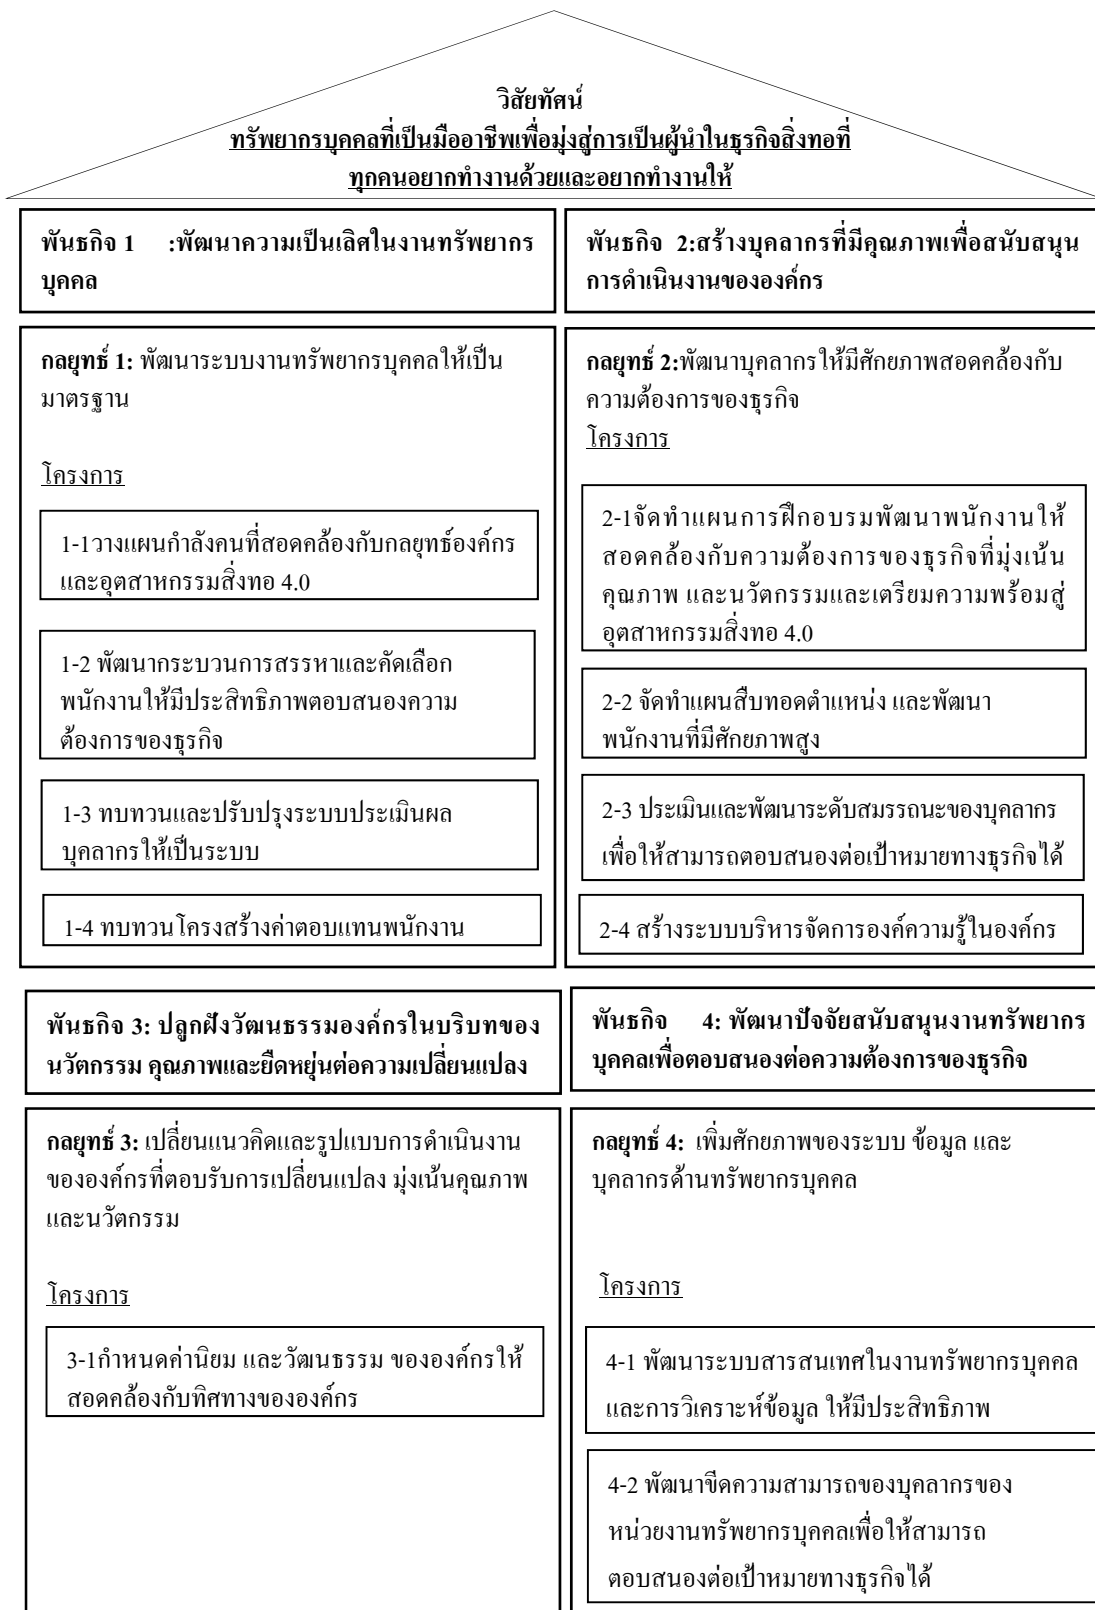 วิสัยทัศน์
ทรัพยากรบุคคลที่เป็นมืออาชีพเพื่อมุ่งสู่การเป็นผู้นำในธุรกิจสิ่งทอที่
ทุกคนอยากทำงานด้วยและอยากทำงานให้
พันธกิจ 1 :พัฒนาความเป็นเลิศในงานทรัพยากร
บุคคล
กลยุทธ์ 1: พัฒนาระบบงานทรัพยากรบุคคลให้เป็น
มาตรฐาน
โครงการ
1-1วางแผนกำลังคนที่สอดคล้องกับกลยุทธ์องค์กร
และอุตสาหกรรมสิ่งทอ 4.0
1-2 พัฒนากระบวนการสรรหาและคัดเลือก
พนักงานให้มีประสิทธิภาพตอบสนองความ
ต้องการของธุรกิจ
1-3 ทบทวนและปรับปรุงระบบประเมินผล
บุคลากรให้เป็นระบบ
1-4 ทบทวนโครงสร้างค่าตอบแทนพนักงาน
พันธกิจ 2:สร้างบุคลากรที่มีคุณภาพเพื่อสนับสนุน
การดำเนินงานขององค์กร
กลยุทธ์ 2:พัฒนาบุคลากรให้มีศักยภาพสอดคล้องกับ
ความต้องการของธุรกิจ
โครงการ
2-1จัดทำแผนการฝึกอบรมพัฒนาพนักงานให้
สอดคล้องกับความต้องการของธุรกิจที่มุ่งเน้น
คุณภาพ และนวัตกรรมและเตรียมความพร้อมสู่
อุตสาหกรรมสิ่งทอ 4.0
2-2 จัดทำแผนสืบทอดตำแหน่ง และพัฒนา
พนักงานที่มีศักยภาพสูง
2-3 ประเมินและพัฒนาระดับสมรรถนะของบุคลากร
เพื่อให้สามารถตอบสนองต่อเป้าหมายทางธุรกิจได้
2-4 สร้างระบบบริหารจัดการองค์ความรู้ในองค์กร
พันธกิจ 3: ปลูกฝังวัฒนธรรมองค์กรในบริบทของ
นวัตกรรม คุณภาพและยืดหยุ่นต่อความเปลี่ยนแปลง
กลยุทธ์ 3: เปลี่ยนแนวคิดและรูปแบบการดำเนินงาน
ขององค์กรที่ตอบรับการเปลี่ยนแปลง มุ่งเน้นคุณภาพ
และนวัตกรรม
โครงการ
3-1กำหนดค่านิยม และวัฒนธรรม ขององค์กรให้
สอดคล้องกับทิศทางขององค์กร
พันธกิจ 4: พัฒนาปัจจัยสนับสนุนงานทรัพยากร
บุคคลเพื่อตอบสนองต่อความต้องการของธุรกิจ
กลยุทธ์ 4: เพิ่มศักยภาพของระบบ ข้อมูล และ
บุคลากรด้านทรัพยากรบุคคล
โครงการ
4-1 พัฒนาระบบสารสนเทศในงานทรัพยากรบุคคล
และการวิเคราะห์ข้อมูล ให้มีประสิทธิภาพ
4-2 พัฒนาขีดความสามารถของบุคลากรของ
หน่วยงานทรัพยากรบุคคลเพื่อให้สามารถ
ตอบสนองต่อเป้าหมายทางธุรกิจได้